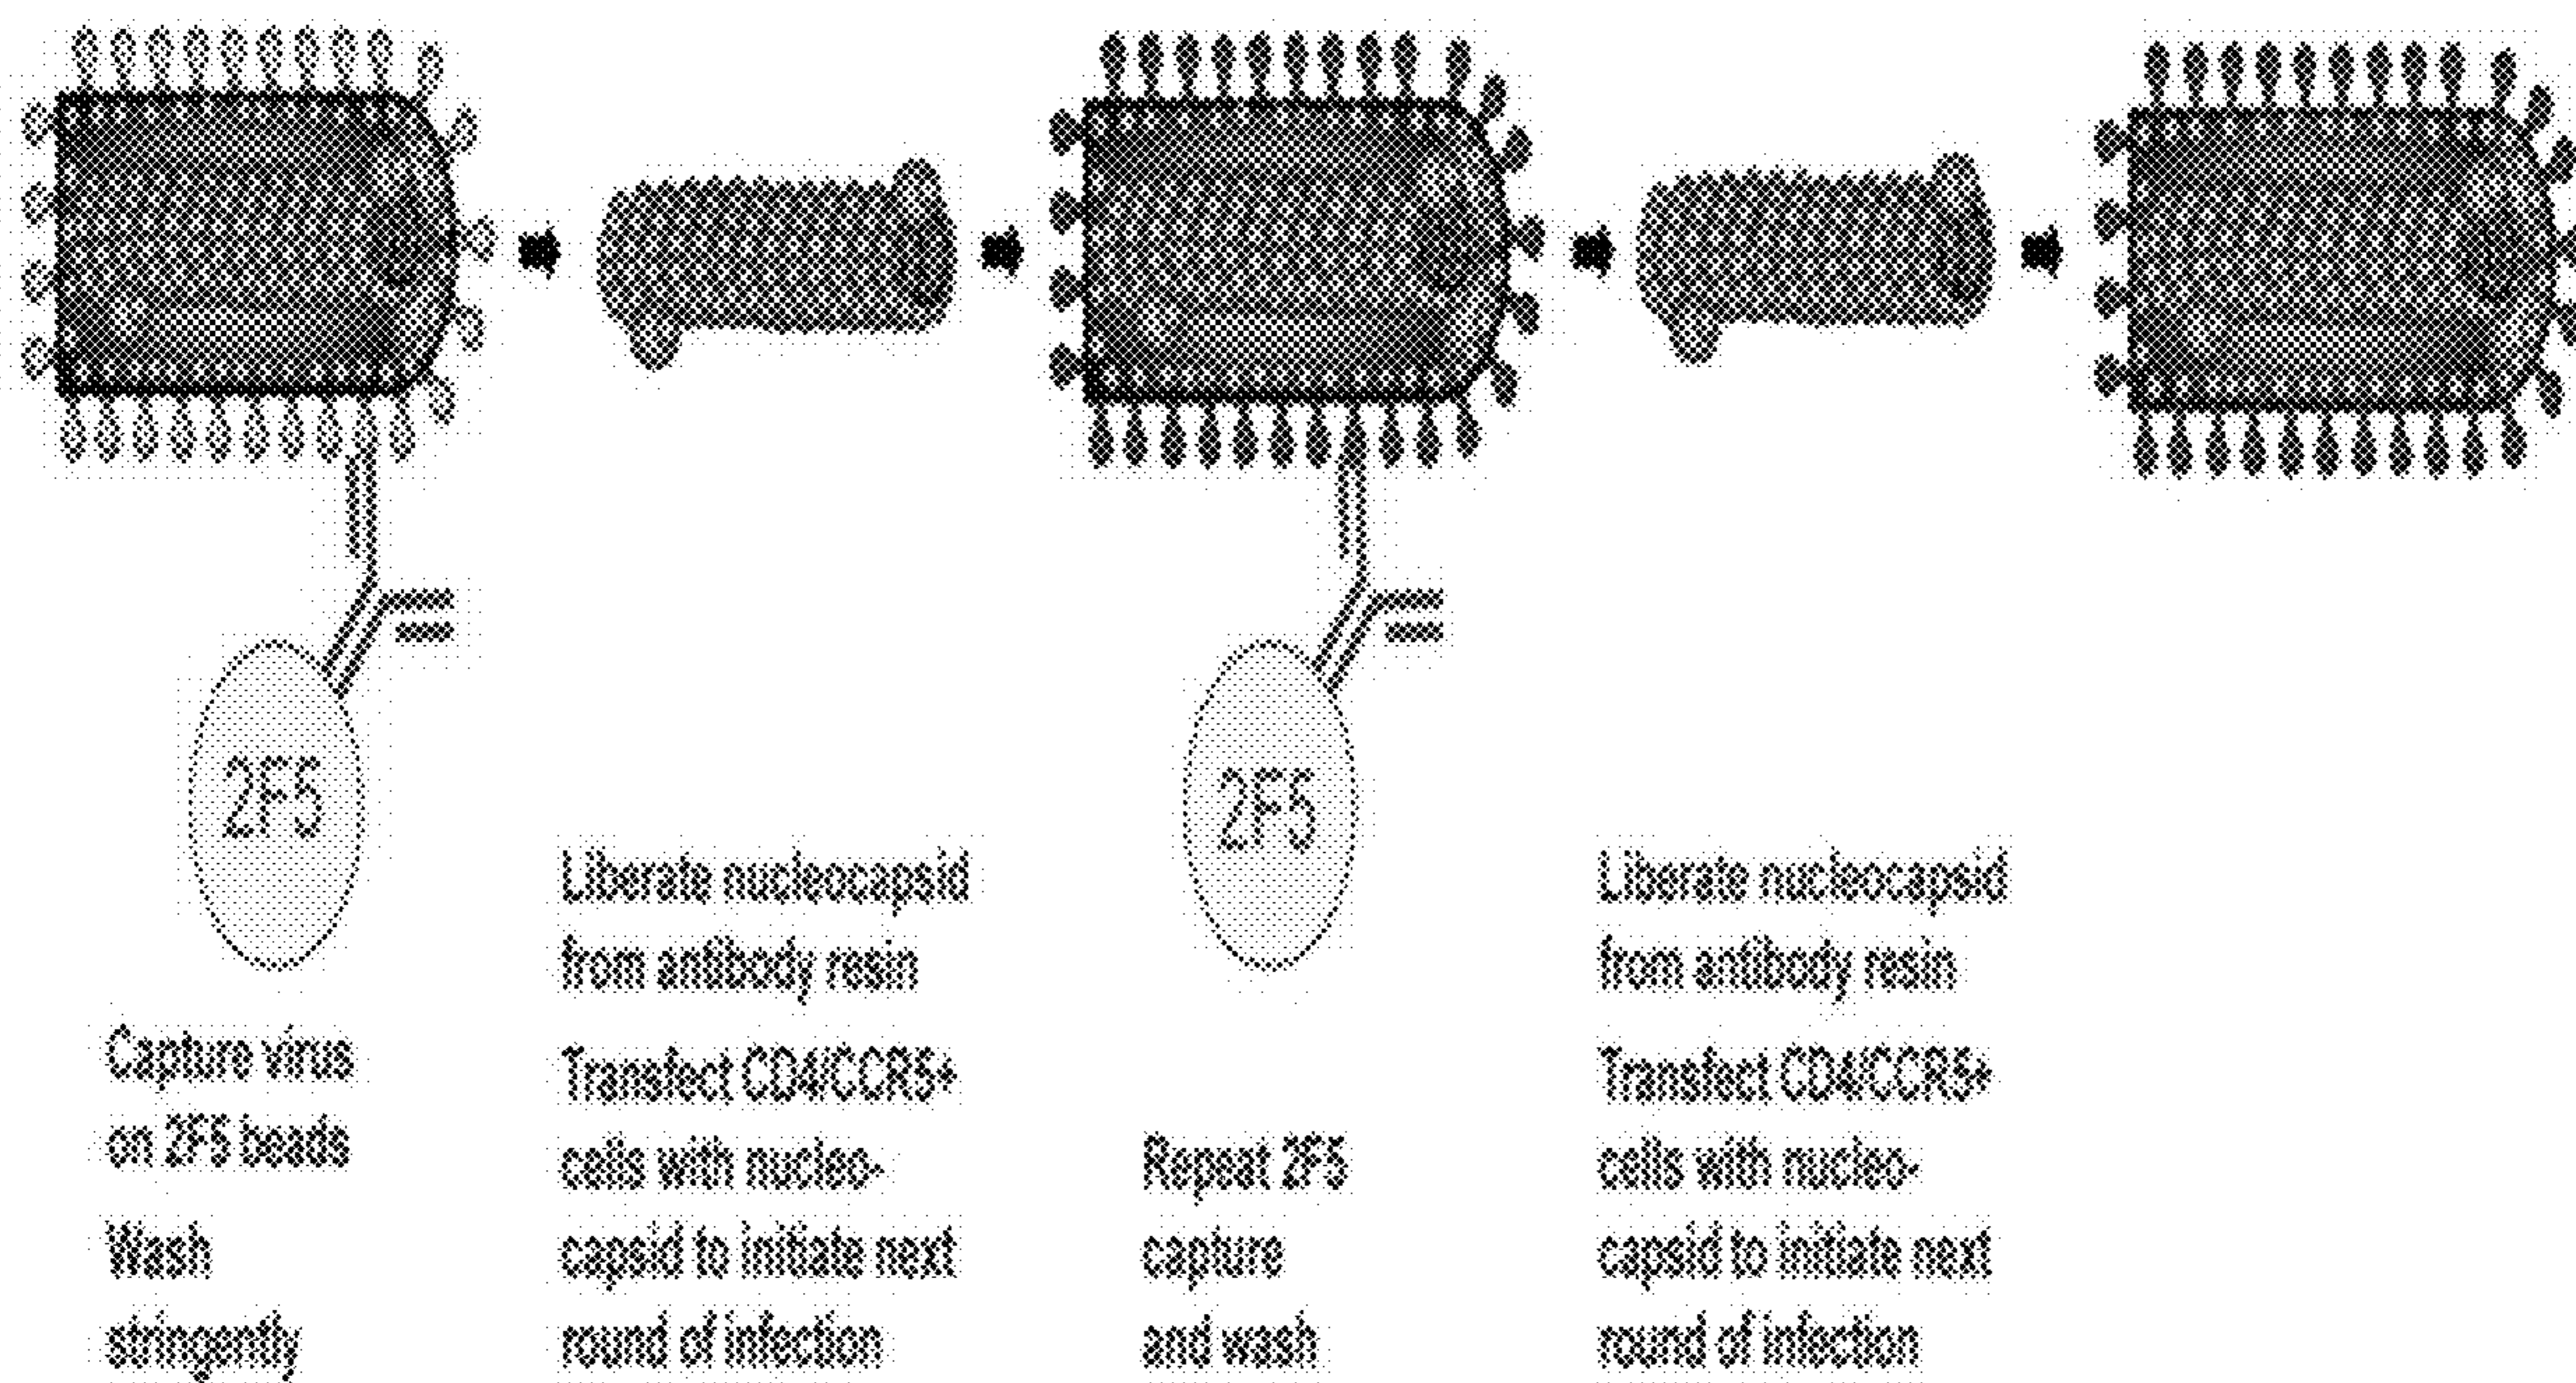 2F5
Capture virus
on 2F5 beads
Wash
stringently
Liberate nucleocapsid
from antibody resin
Transfect CD4/CCR5+
cells with nucleo-
capsid to initiate next
round of infection
2F5
Repeat 2F5
capture
and wash
Liberate nucleocapsid
from antibody resin
Transfect CD4/CCR5+
cells with nucleo-
capsid to initiate next
round of infection